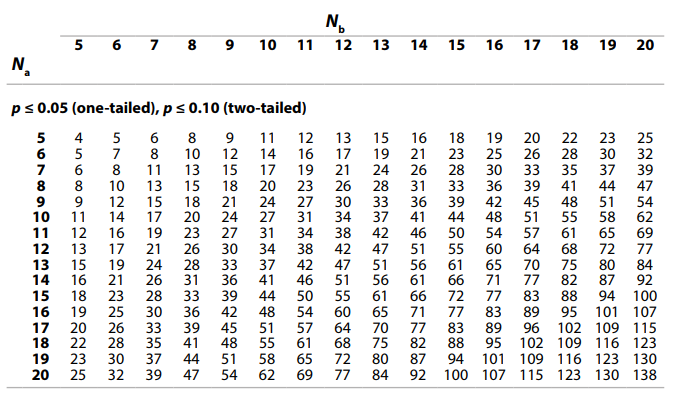 N_b
5 6 7 8 9 10 11 12 13 14 15 16 17 18 19 20
N_a
p ≤ 0.05 (one-tailed), p ≤ 0.10 (two-tailed)
5 4 5 6 8 9 11 12 13 15 16 18 19 20 22 23 25
6 5 7 8 10 12 14 16 17 19 21 23 25 26 28 30 32
7 6 8 11 13 15 17 19 21 24 26 28 30 33 35 37 39
8 8 10 13 15 18 20 23 26 28 31 33 36 39 41 44 47
9 9 12 15 18 21 24 27 30 33 36 39 42 45 48 51 54
10 11 14 17 20 24 27 31 34 37 41 44 48 51 55 58 62
11 12 16 19 23 27 31 34 38 42 46 50 54 57 61 65 69
12 13 17 21 26 30 34 38 42 47 51 55 60 64 68 72 77
13 15 19 24 28 33 37 42 47 51 56 61 65 70 75 80 84
14 16 21 26 31 36 41 46 51 56 61 66 71 77 82 87 92
15 18 23 28 33 39 44 50 55 61 66 72 77 83 88 94 100
16 19 25 30 36 42 48 54 60 65 71 77 83 89 95 101 107
17 20 26 33 39 45 51 57 64 70 77 83 89 96 102 109 115
18 22 28 35 41 48 55 61 68 75 82 88 95 102 109 116 123
19 23 30 37 44 51 58 65 72 80 87 94 101 109 116 123 130
20 25 32 39 47 54 62 69 77 84 92 100 107 115 123 130 138